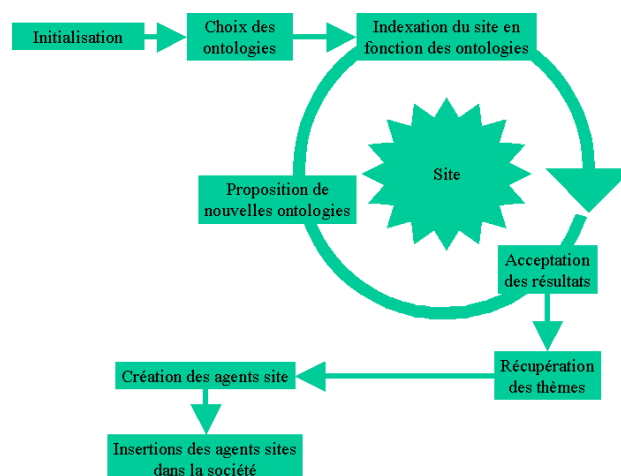 Initialisation
Choix des
ontologies
Indexation du site en
fonction des ontologies
Site
Proposition de
nouvelles ontologies
Acceptation
des résultats
Récupération
des thèmes
Création des agents site
Insertions des agents sites
dans la société